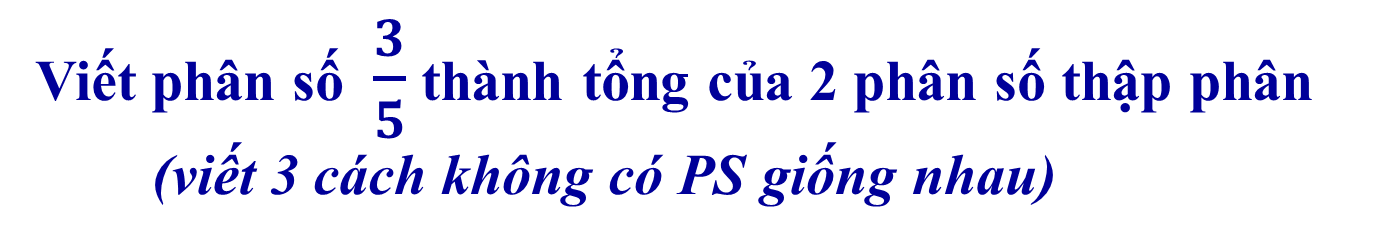 Viết phân số 3/5 thành tổng của 2 phân số thập phân
(viết 3 cách không có PS giống nhau)